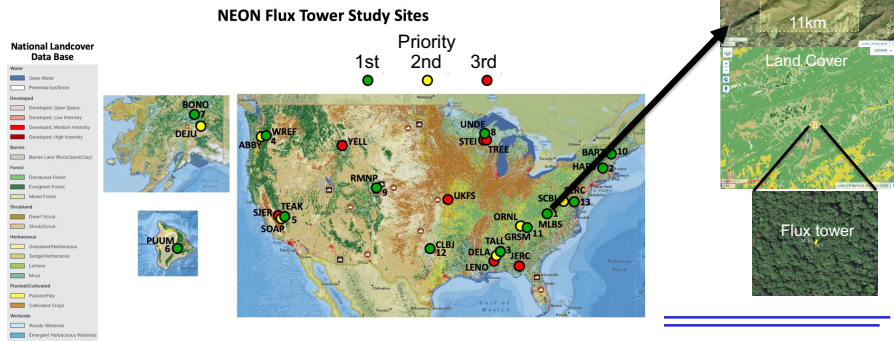 NEON Flux Tower Study Sites
Priority
1st 2nd 3rd
National Landcover
Data Base
Water
Open Water
Perennial Ice/Snow
Developed
Developed, Open Space
Developed, Low Intensity
Developed, Medium Intensity
Developed, High Intensity
Barren
Barren Land (Rock/Sand/Clay)
Forest
Deciduous Forest
Evergreen Forest
Mixed Forest
Shrubland
Dwarf Scrub
Shrub/Scrub
Herbaceous
Grassland/Herbaceous
Sedge/Herbaceous
Lichens
Moss
Planted/Cultivated
Pasture/Hay
Cultivated Crops
Wetlands
Woody Wetlands
Emergent Herbaceous Wetlands
BONO
7
DEJU
PUUM
6
WREF
ABBY 4
YELL
UNDE
8
STEI
TREE
BART 10
2
RMNP
9
UKFS
SCBI
13
TEAK
SJER
5
SOAP
ORNL
1
MLBS
GRSM
11
CLBJ
12
TALL
3
DELA
JERC
LENO
Gulf of
Mexico
11km
Land Cover
Flux tower